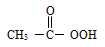 O
CH₃ — C — OOH